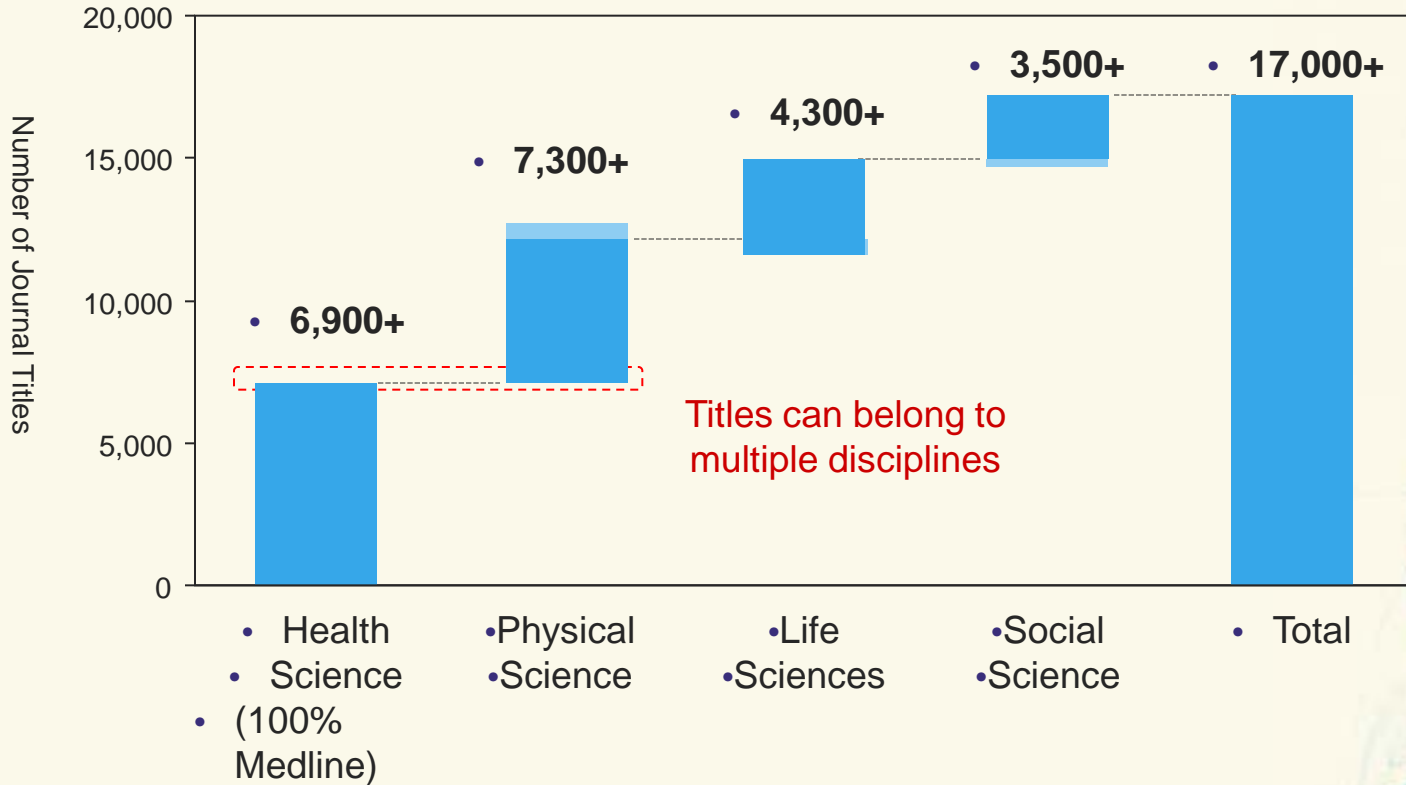 Number of Journal Titles
20,000
15,000
10,000
5,000
0
• 6,900+
• 7,300+
• 4,300+
• 3,500+
• 17,000+
Titles can belong to
multiple disciplines
• Health
• Science
• (100%
Medline)
•Physical
•Science
•Life
•Sciences
•Social
•Science
• Total